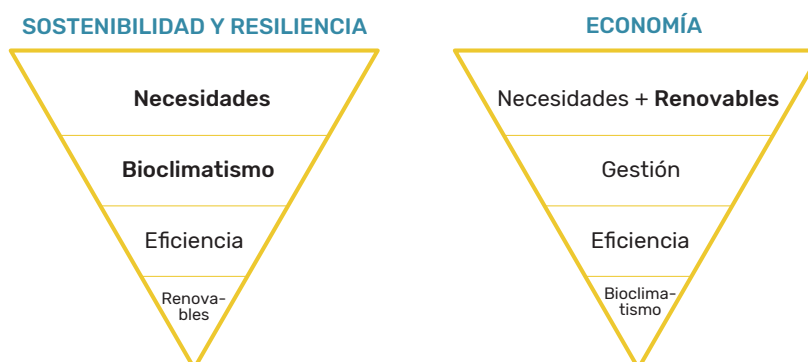 SOSTENIBILIDAD Y RESILIENCIA
Necesidades
Bioclimatismo
Eficiencia
Renova-
bles
ECONOMÍA
Necesidades + Renovables
Gestión
Eficiencia
Bioclima-
tismo